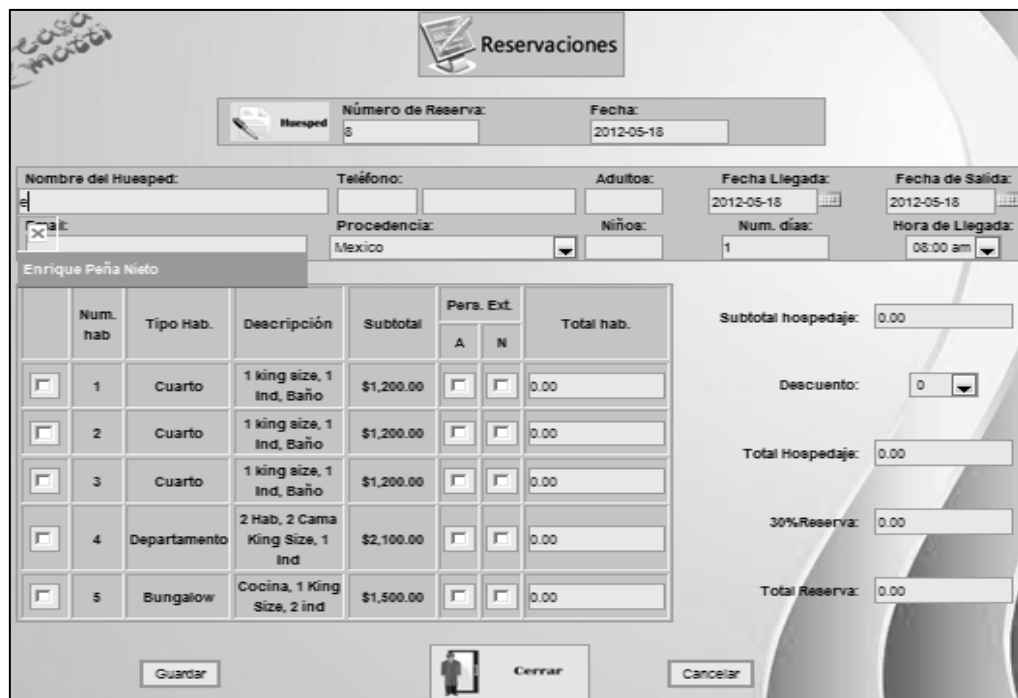 casa
matti
Reservaciones
Huesped
Número de Reserva:
Fecha:
8
2012-05-18
Nombre del Huesped:
Teléfono:
Adultos:
Fecha Llegada:
Fecha de Salida:
e
2012-05-18
2012-05-18
Email:
Procedencia:
Niños:
Num. días:
Hora de Llegada:
Mexico
1
08:00 am
Enrique Peña Nieto
Num. hab
Tipo Hab.
Descripción
Subtotal
Pers. Ext.
A
N
Total hab.
1
Cuarto
1 king size, 1
Ind, Baño
$1,200.00
0.00
2
Cuarto
1 king size, 1
Ind, Baño
$1,200.00
0.00
3
Cuarto
1 king size, 1
Ind, Baño
$1,200.00
0.00
4
Departamento
2 Hab, 2 Cama
King Size, 1
Ind
$2,100.00
0.00
5
Bungalow
Cocina, 1 King
Size, 2 ind
$1,500.00
0.00
Subtotal hospedaje: 0.00
Descuento: 0
Total Hospedaje: 0.00
30%Reserva: 0.00
Total Reserva: 0.00
Guardar
Cerrar
Cancelar